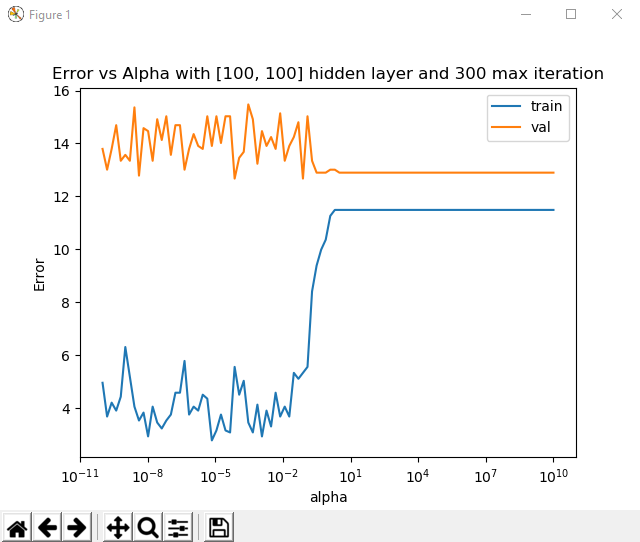 Figure 1
Error vs Alpha with [100, 100] hidden layer and 300 max iteration
train
val
16
14
12
10
8
6
4
Error
10⁻¹¹ 10⁻⁸ 10⁻⁵ 10⁻² 10¹ 10⁴ 10⁷ 10¹⁰
alpha